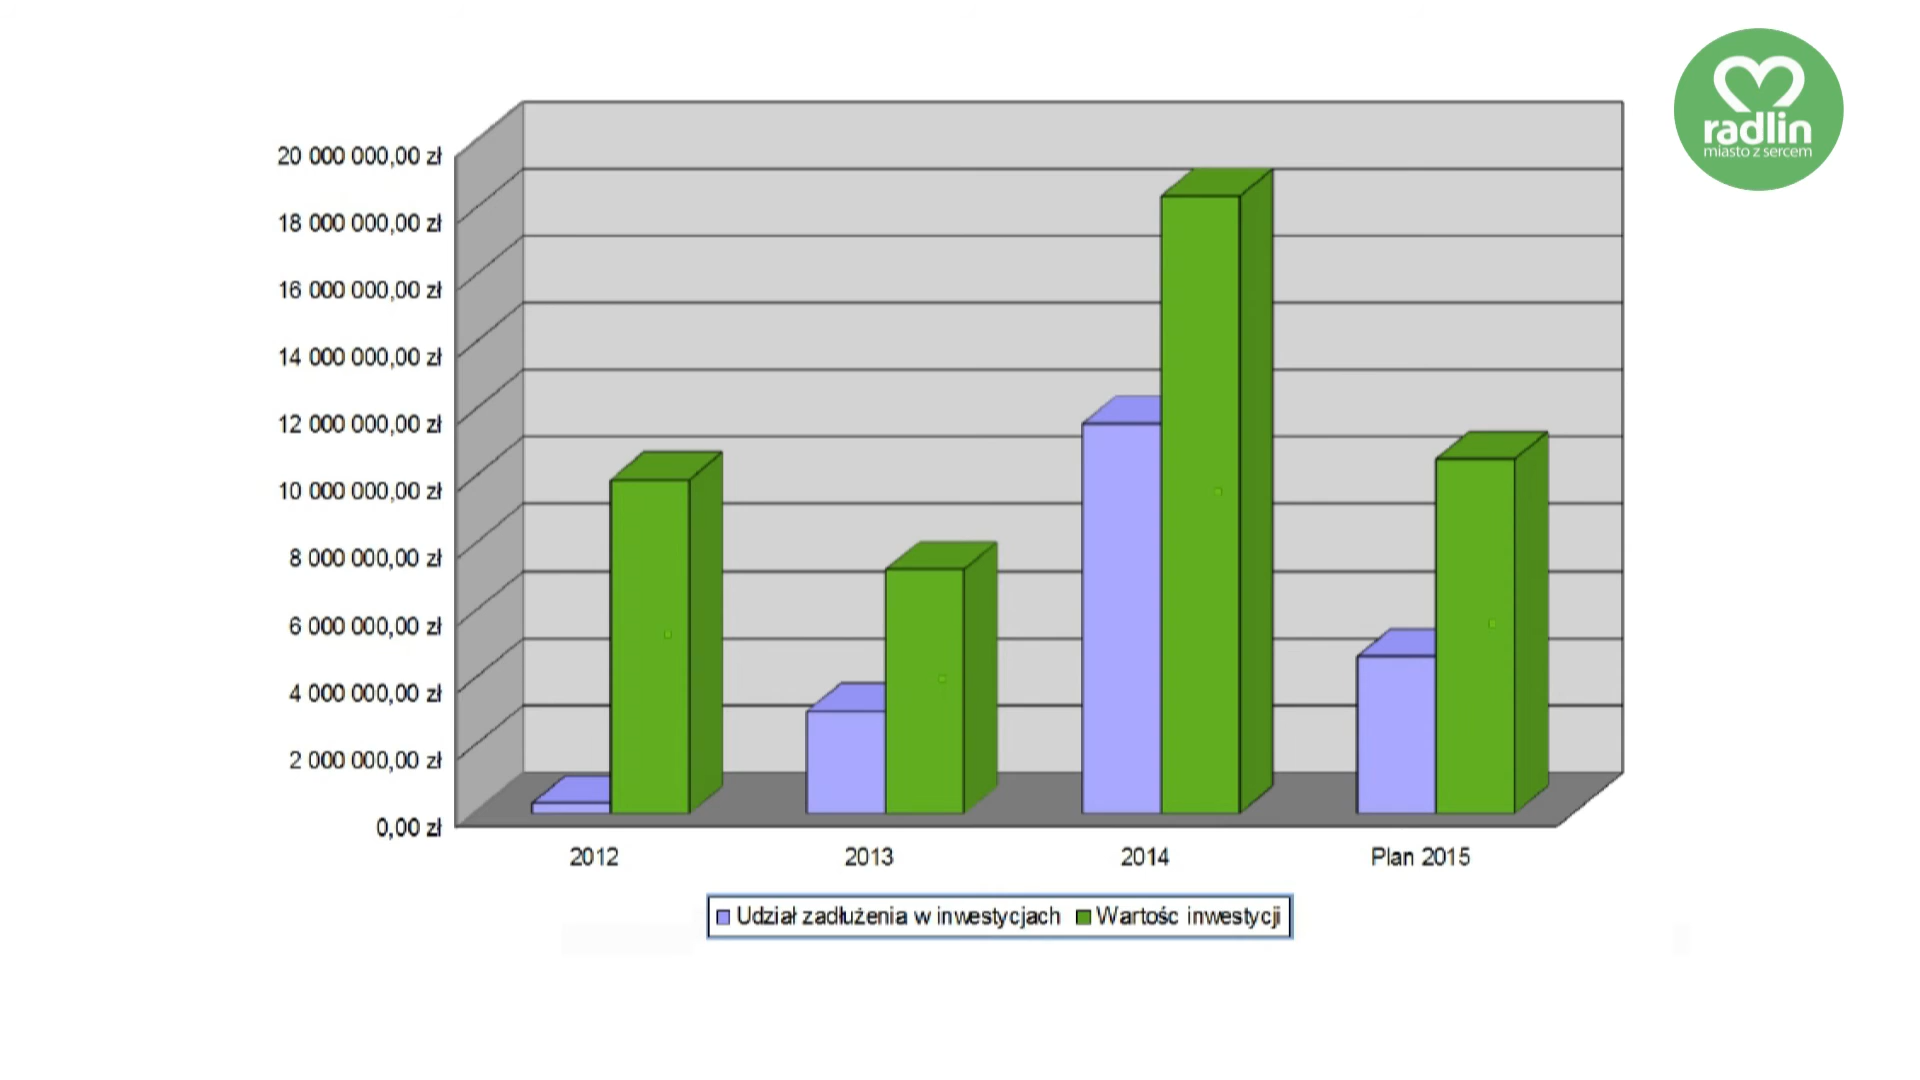 radlin
miasto z sercem
20 000 000,00 zł
18 000 000,00 zł
16 000 000,00 zł
14 000 000,00 zł
12 000 000,00 zł
10 000 000,00 zł
8 000 000,00 zł
6 000 000,00 zł
4 000 000,00 zł
2 000 000,00 zł
0,00 zł
2012 2013 2014 Plan 2015
Udział zadłużenia w inwestycjach Wartośc inwestycji